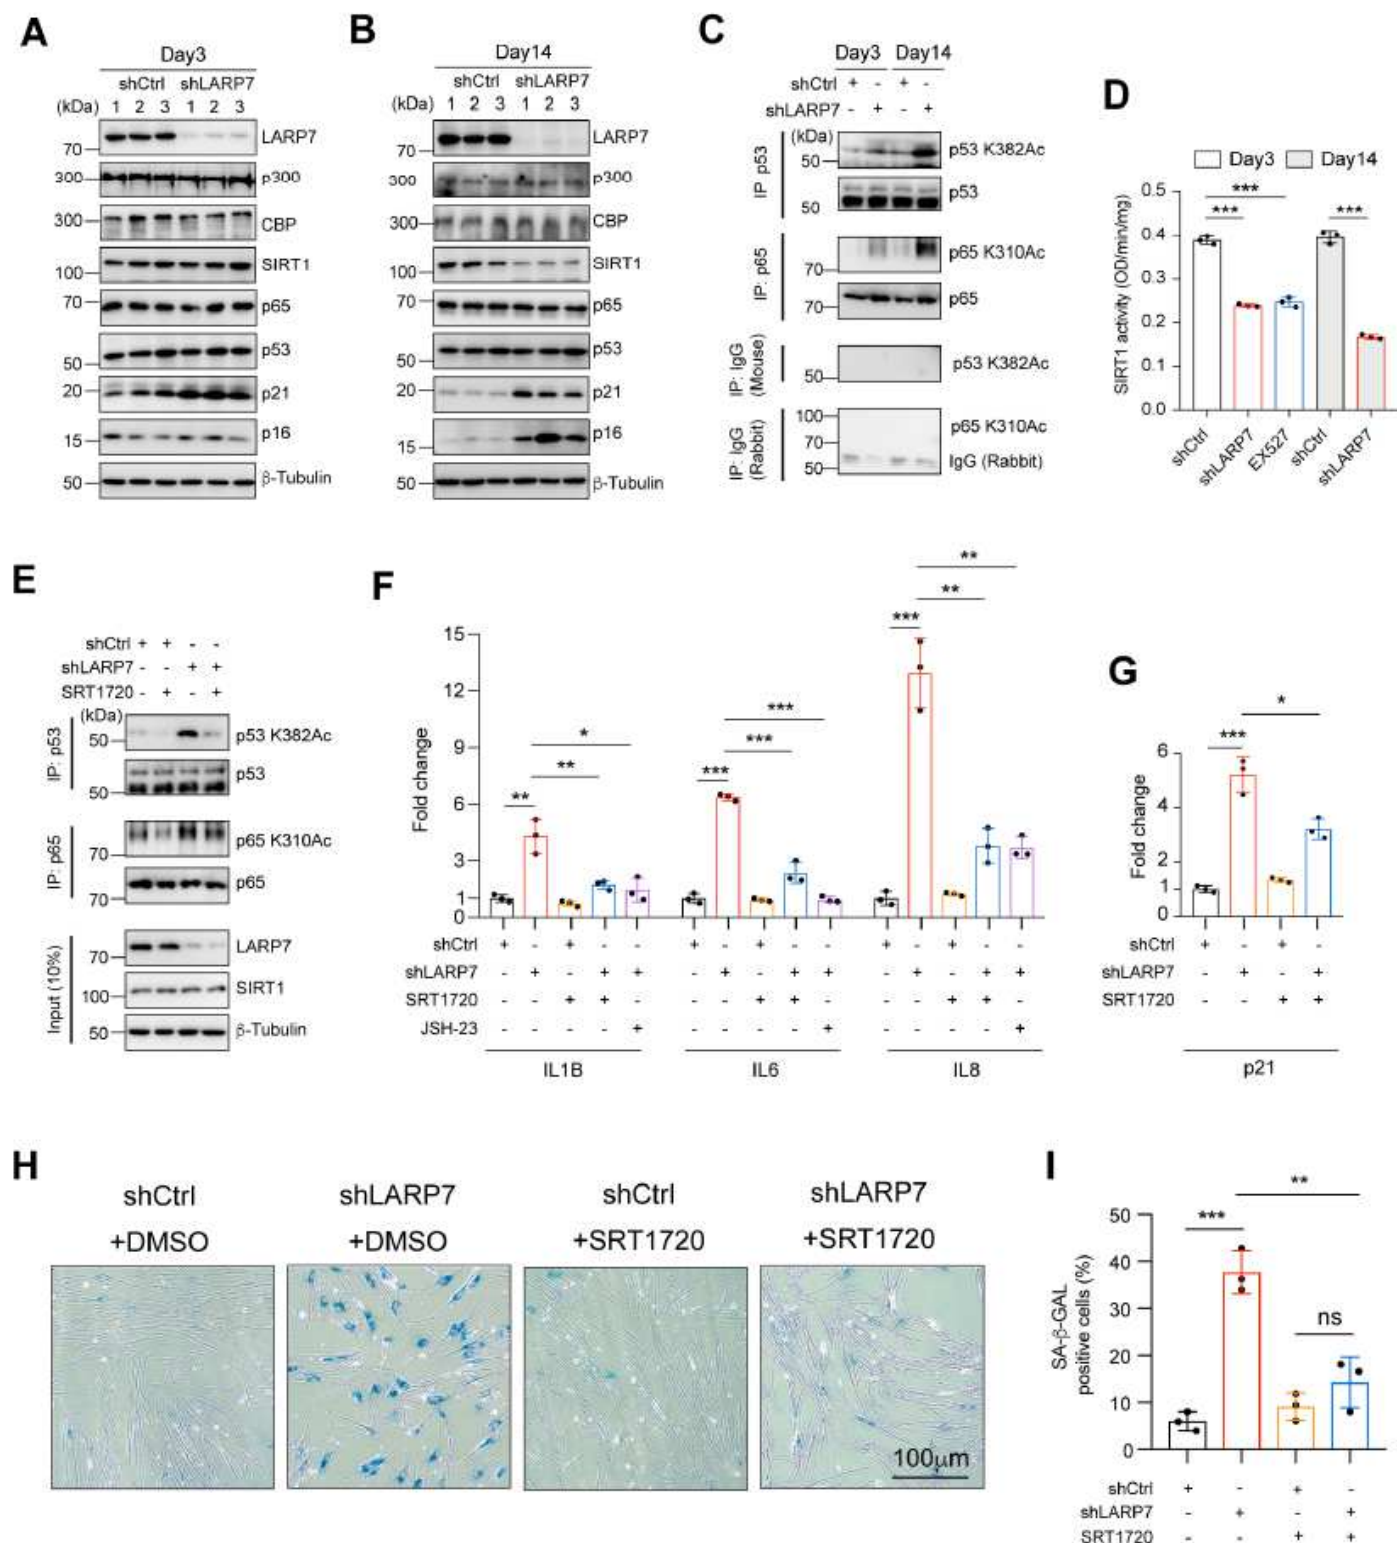 A
Day3
shCtrl shLARP7
(kDa) 1 2 3 1 2 3
70 LARP7
300 p300
300 CBP
100 SIRT1
70 p65
50 p53
20 p21
15 p16
50 β-Tubulin
B
Day14
shCtrl shLARP7
(kDa) 1 2 3 1 2 3
70 LARP7
300 p300
300 CBP
100 SIRT1
70 p65
50 p53
20 p21
15 p16
50 β-Tubulin
C
Day3 Day14
shCtrl + - + -
shLARP7 - + - +
(kDa)
IP p53
50 p53 K382Ac
50 p53
IP: p65
70 p65 K310Ac
70 p65
IP: IgG (Mouse)
50 p53 K382Ac
IP: IgG (Rabbit)
100 p65 K310Ac
70
50 IgG (Rabbit)
D
Day3 Day14
SIRT1 activity (OD/min/mg)
0.5
0.4
0.3
0.2
0.1
0.0
*** *** ***
shCtrl shLARP7 EX527 shCtrl shLARP7
E
shCtrl + + - -
shLARP7 - - + +
SRT1720 - + - +
(kDa)
IP: p53
50 p53 K382Ac
50 p53
IP: p65
70 p65 K310Ac
70 p65
Input (10%)
70 LARP7
100 SIRT1
50 β-Tubulin
F
Fold change
15
12
9
6
3
1
0
** ** *
*** *** ***
*** ** **
shCtrl + - + - - + - + - - + - + - -
shLARP7 - + - + + - + - + + - + - + +
SRT1720 - - + + - - - + + - - - + + -
JSH-23 - - - - + - - - - + - - - - +
IL1B IL6 IL8
G
Fold change
6
4
2
0
*** *
shCtrl + - + -
shLARP7 - + - +
SRT1720 - - + +
p21
H
shCtrl +DMSO
shLARP7 +DMSO
shCtrl +SRT1720
shLARP7 +SRT1720
100μm
I
SA-β-GAL
positive cells (%)
50
40
30
20
10
0
*** ** ns
shCtrl + - + -
shLARP7 - + - +
SRT1720 - - + +